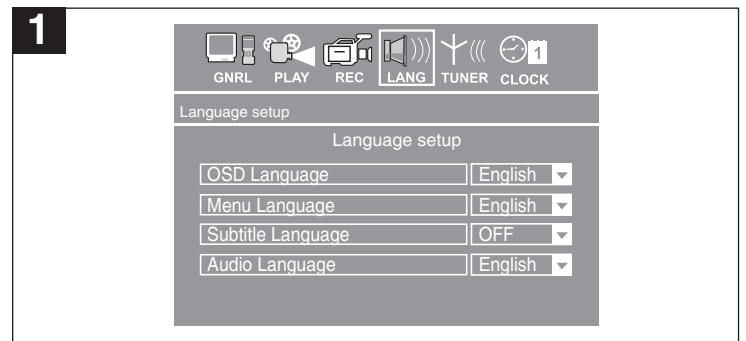 1
GNRL PLAY REC LANG TUNER CLOCK
1
Language setup
Language setup
OSD Language English
Menu Language English
Subtitle Language OFF
Audio Language English